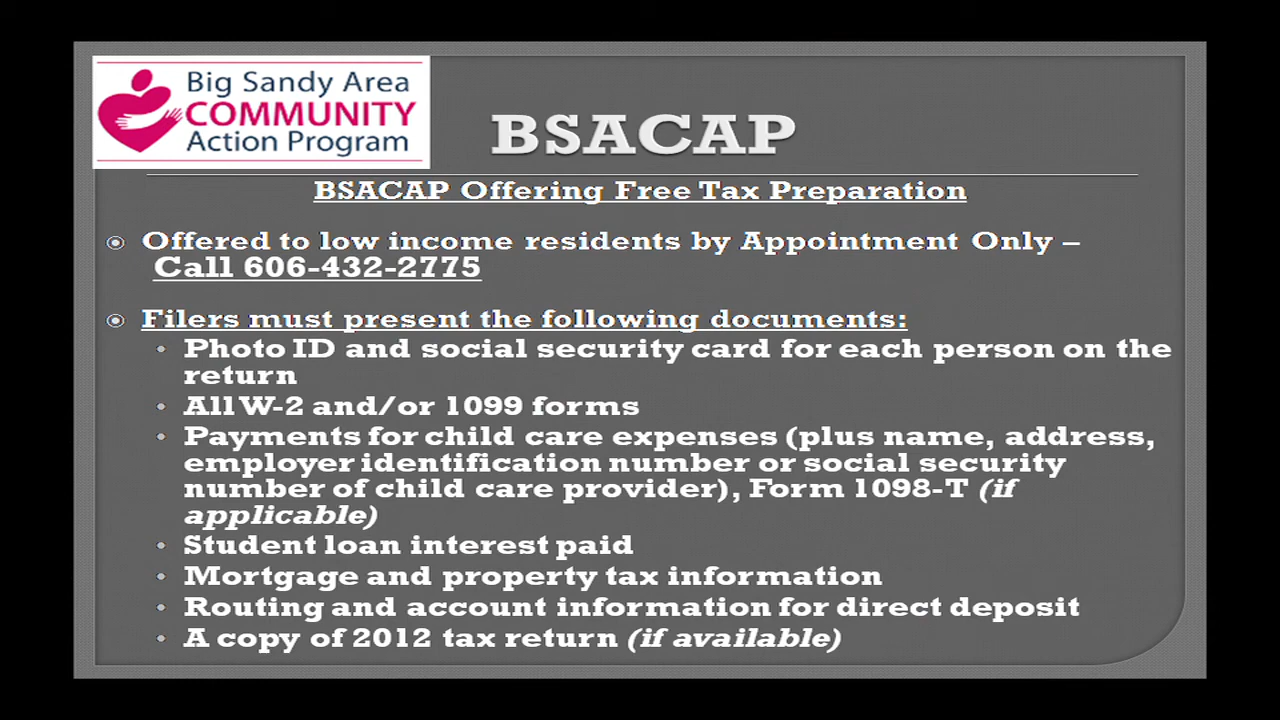 Big Sandy Area
COMMUNITY
Action Program
BSACAP
BSACAP Offering Free Tax Preparation
Offered to low income residents by Appointment Only –
Call 606-432-2775
Filers must present the following documents:
Photo ID and social security card for each person on the
return
All W-2 and/or 1099 forms
Payments for child care expenses (plus name, address,
employer identification number or social security
number of child care provider), Form 1098-T (if
applicable)
Student loan interest paid
Mortgage and property tax information
Routing and account information for direct deposit
A copy of 2012 tax return (if available)